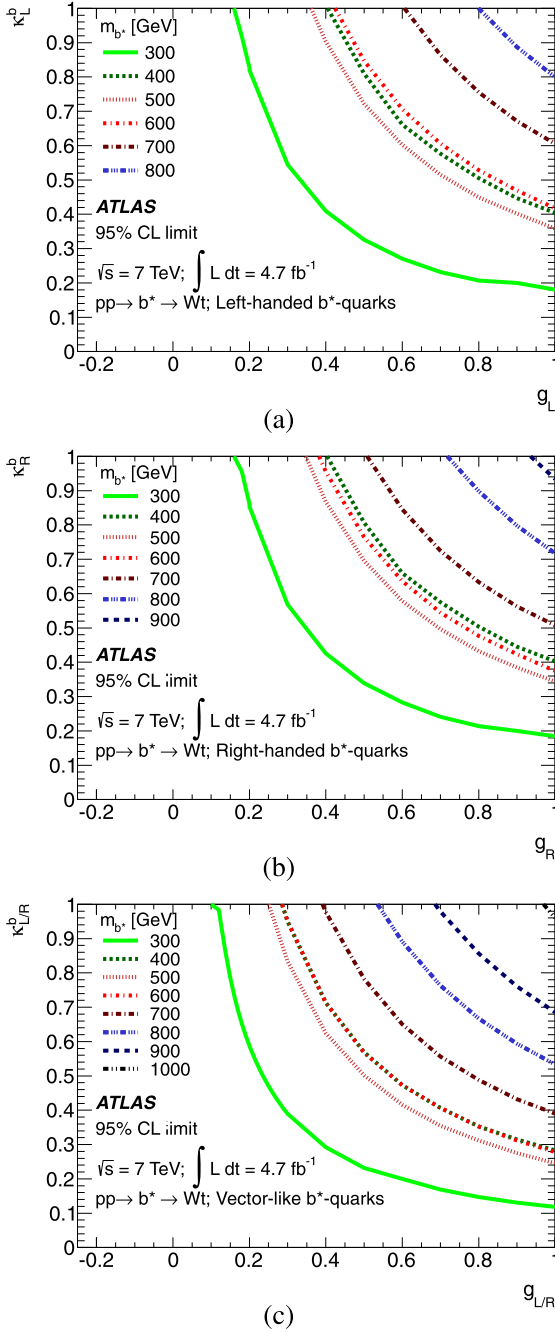 κ_L^b
1
0.9
0.8
0.7
0.6
0.5
0.4
0.3
0.2
0.1
0
m_b* [GeV]
300
400
500
600
700
800
ATLAS
95% CL limit
√s = 7 TeV; ∫ L dt = 4.7 fb⁻¹
pp→ b* → Wt; Left-handed b*-quarks
-0.2 0 0.2 0.4 0.6 0.8 1
g_L
(a)
κ_R^b
1
0.9
0.8
0.7
0.6
0.5
0.4
0.3
0.2
0.1
0
m_b* [GeV]
300
400
500
600
700
800
900
ATLAS
95% CL limit
√s = 7 TeV; ∫ L dt = 4.7 fb⁻¹
pp→ b* → Wt; Right-handed b*-quarks
-0.2 0 0.2 0.4 0.6 0.8 1
g_R
(b)
κ_L/R^b
1
0.9
0.8
0.7
0.6
0.5
0.4
0.3
0.2
0.1
0
m_b* [GeV]
300
400
500
600
700
800
900
1000
ATLAS
95% CL limit
√s = 7 TeV; ∫ L dt = 4.7 fb⁻¹
pp→ b* → Wt; Vector-like b*-quarks
-0.2 0 0.2 0.4 0.6 0.8 1
g_L/R
(c)